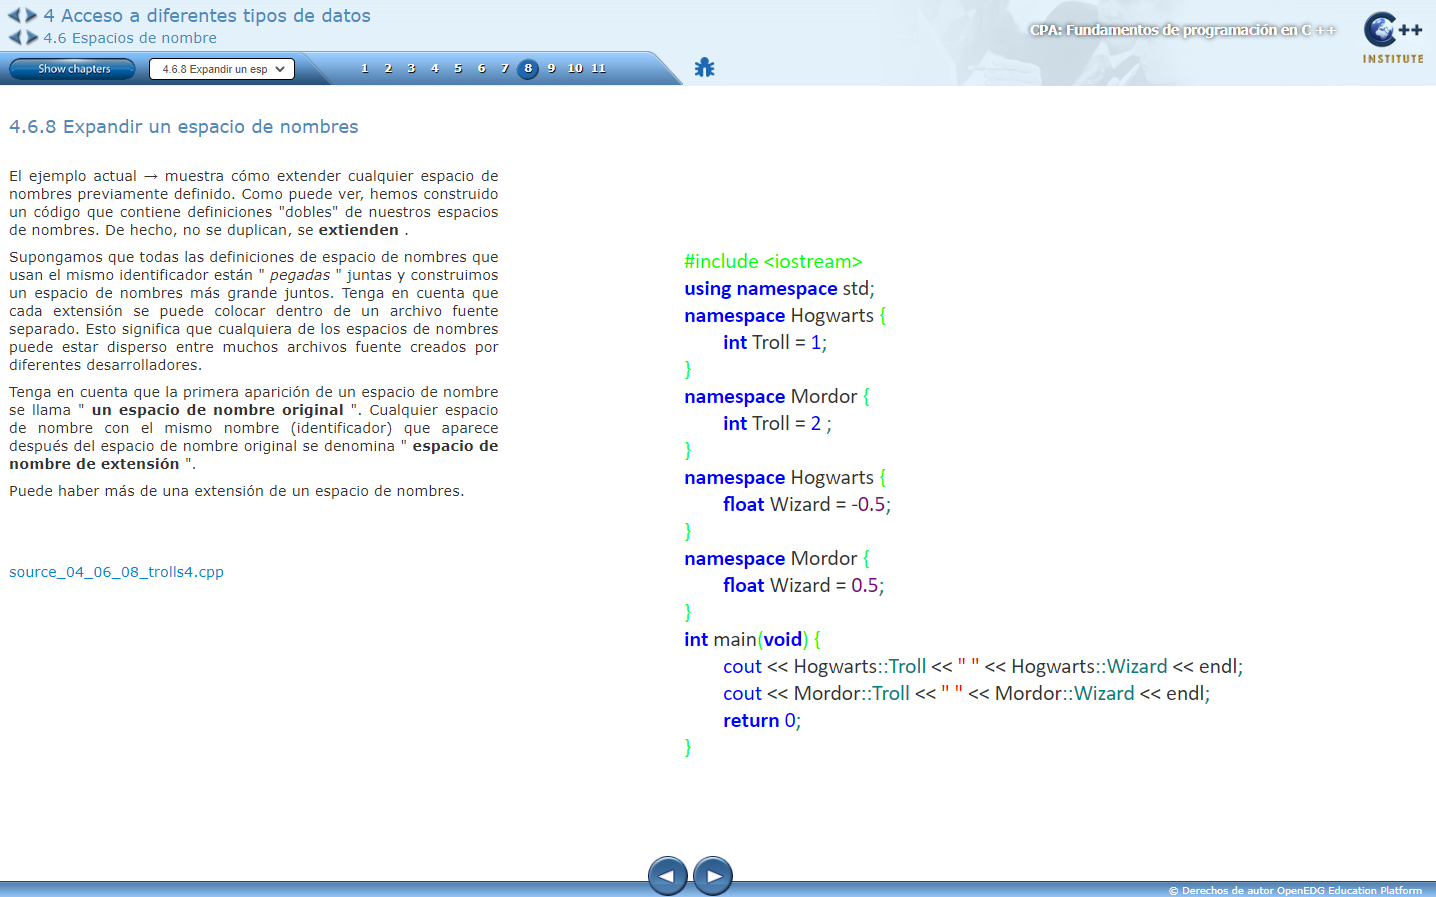 4 Acceso a diferentes tipos de datos
4.6 Espacios de nombre
CPA: Fundamentos de programación en C ++
C++
INSTITUTE
Show chapters
4.6.8 Expandir un esp
1 2 3 4 5 6 7 8 9 10 11
4.6.8 Expandir un espacio de nombres
El ejemplo actual → muestra cómo extender cualquier espacio de
nombres previamente definido. Como puede ver, hemos construido
un código que contiene definiciones "dobles" de nuestros espacios
de nombres. De hecho, no se duplican, se extienden .
Supongamos que todas las definiciones de espacio de nombres que
usan el mismo identificador están " pegadas " juntas y construimos
un espacio de nombres más grande juntos. Tenga en cuenta que
cada extensión se puede colocar dentro de un archivo fuente
separado. Esto significa que cualquiera de los espacios de nombres
puede estar disperso entre muchos archivos fuente creados por
diferentes desarrolladores.
Tenga en cuenta que la primera aparición de un espacio de nombre
se llama " un espacio de nombre original ". Cualquier espacio
de nombre con el mismo nombre (identificador) que aparece
después del espacio de nombre original se denomina " espacio de
nombre de extensión ".
Puede haber más de una extensión de un espacio de nombres.
source_04_06_08_trolls4.cpp
#include <iostream>
using namespace std;
namespace Hogwarts {
int Troll = 1;
}
namespace Mordor {
int Troll = 2 ;
}
namespace Hogwarts {
float Wizard = -0.5;
}
namespace Mordor {
float Wizard = 0.5;
}
int main(void) {
cout << Hogwarts::Troll << " " << Hogwarts::Wizard << endl;
cout << Mordor::Troll << " " << Mordor::Wizard << endl;
return 0;
}
© Derechos de autor OpenEDG Education Platform